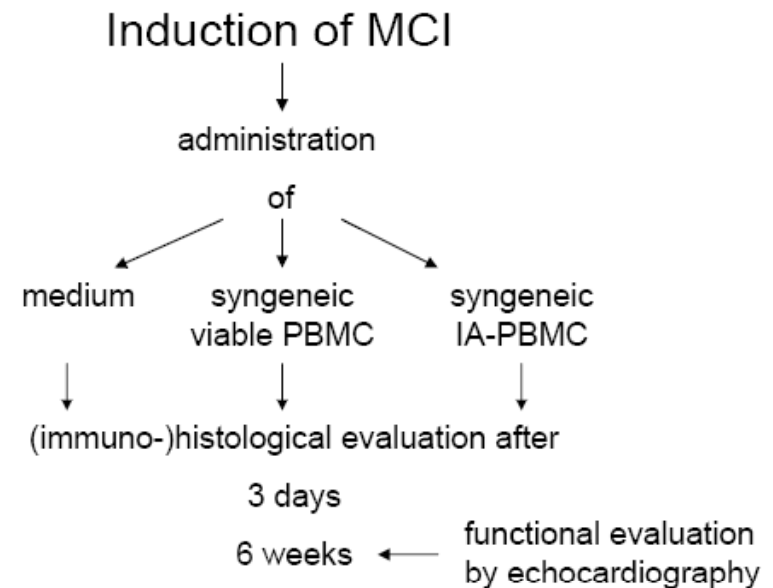 Induction of MCI
administration
of
medium
syngeneic
viable PBMC
syngeneic
IA-PBMC
(immuno-)histological evaluation after
3 days
6 weeks
functional evaluation
by echocardiography